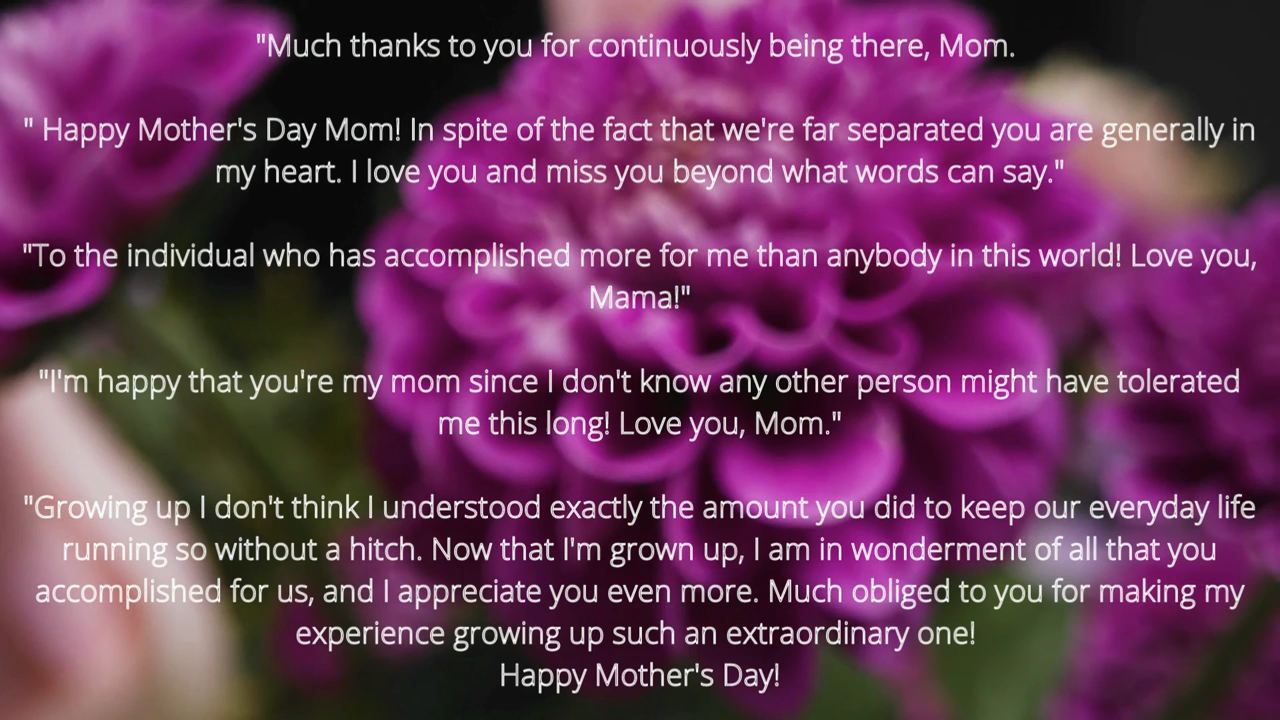 "Much thanks to you for continuously being there, Mom.
" Happy Mother's Day Mom! In spite of the fact that we're far separated you are generally in
my heart. I love you and miss you beyond what words can say."
"To the individual who has accomplished more for me than anybody in this world! Love you,
Mama!"
"I'm happy that you're my mom since I don't know any other person might have tolerated
me this long! Love you, Mom."
"Growing up I don't think I understood exactly the amount you did to keep our everyday life
running so without a hitch. Now that I'm grown up, I am in wonderment of all that you
accomplished for us, and I appreciate you even more. Much obliged to you for making my
experience growing up such an extraordinary one!
Happy Mother's Day!